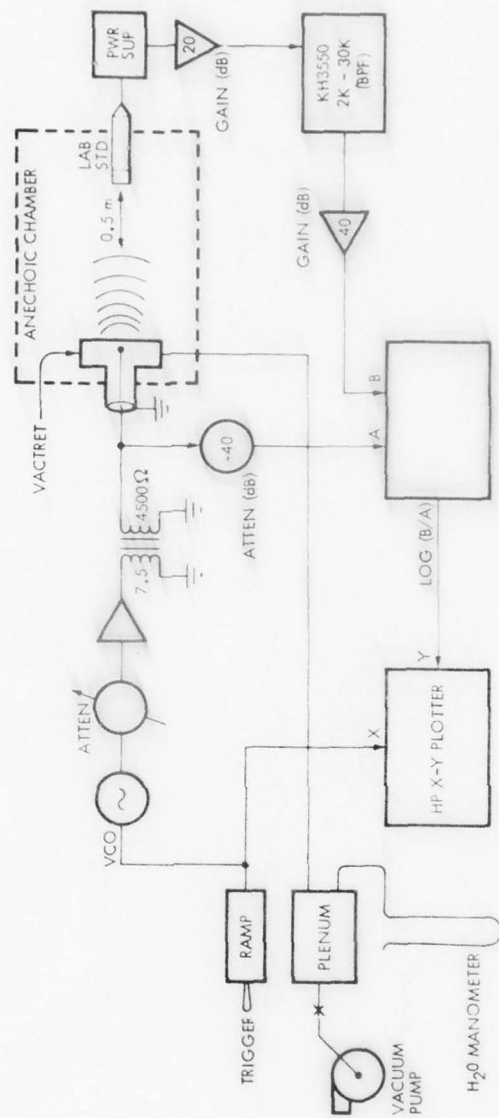 ANECHOIC CHAMBER
VACTRET
LAB
STD
0.5 m
PWR
SUP
20
GAIN (dB)
KH3550
2K - 30K
(BPF)
GAIN (dB)
40
VCO
ATTEN
7.5
4500 Ω
-40
ATTEN (dB)
A
B
LOG (B/A)
TRIGGER
RAMP
X
Y
HP X-Y PLOTTER
PLENUM
VACUUM
PUMP
H₂O MANOMETER